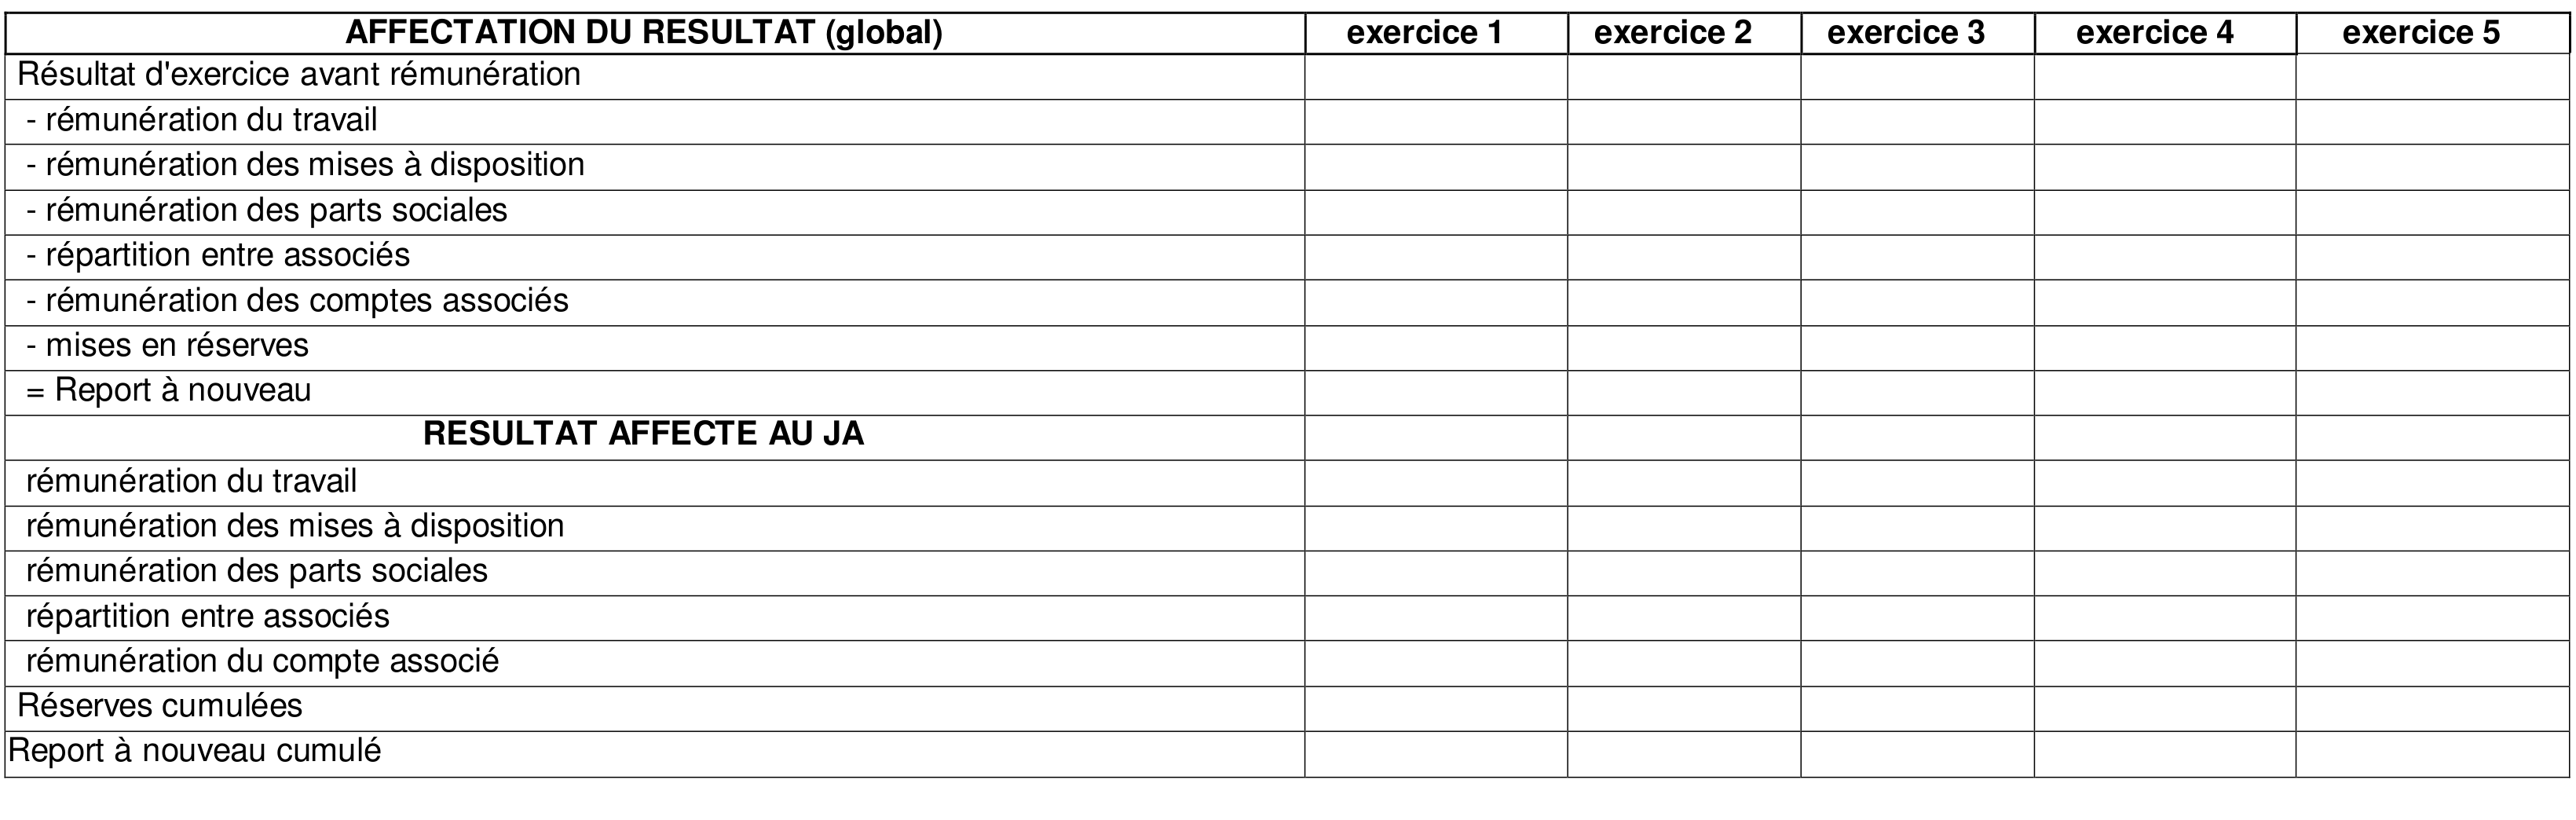 AFFECTATION DU RESULTAT (global) exercice 1 exercice 2 exercice 3 exercice 4 exercice 5
Résultat d'exercice avant rémunération
- rémunération du travail
- rémunération des mises à disposition
- rémunération des parts sociales
- répartition entre associés
- rémunération des comptes associés
- mises en réserves
= Report à nouveau
RESULTAT AFFECTE AU JA
rémunération du travail
rémunération des mises à disposition
rémunération des parts sociales
répartition entre associés
rémunération du compte associé
Réserves cumulées
Report à nouveau cumulé